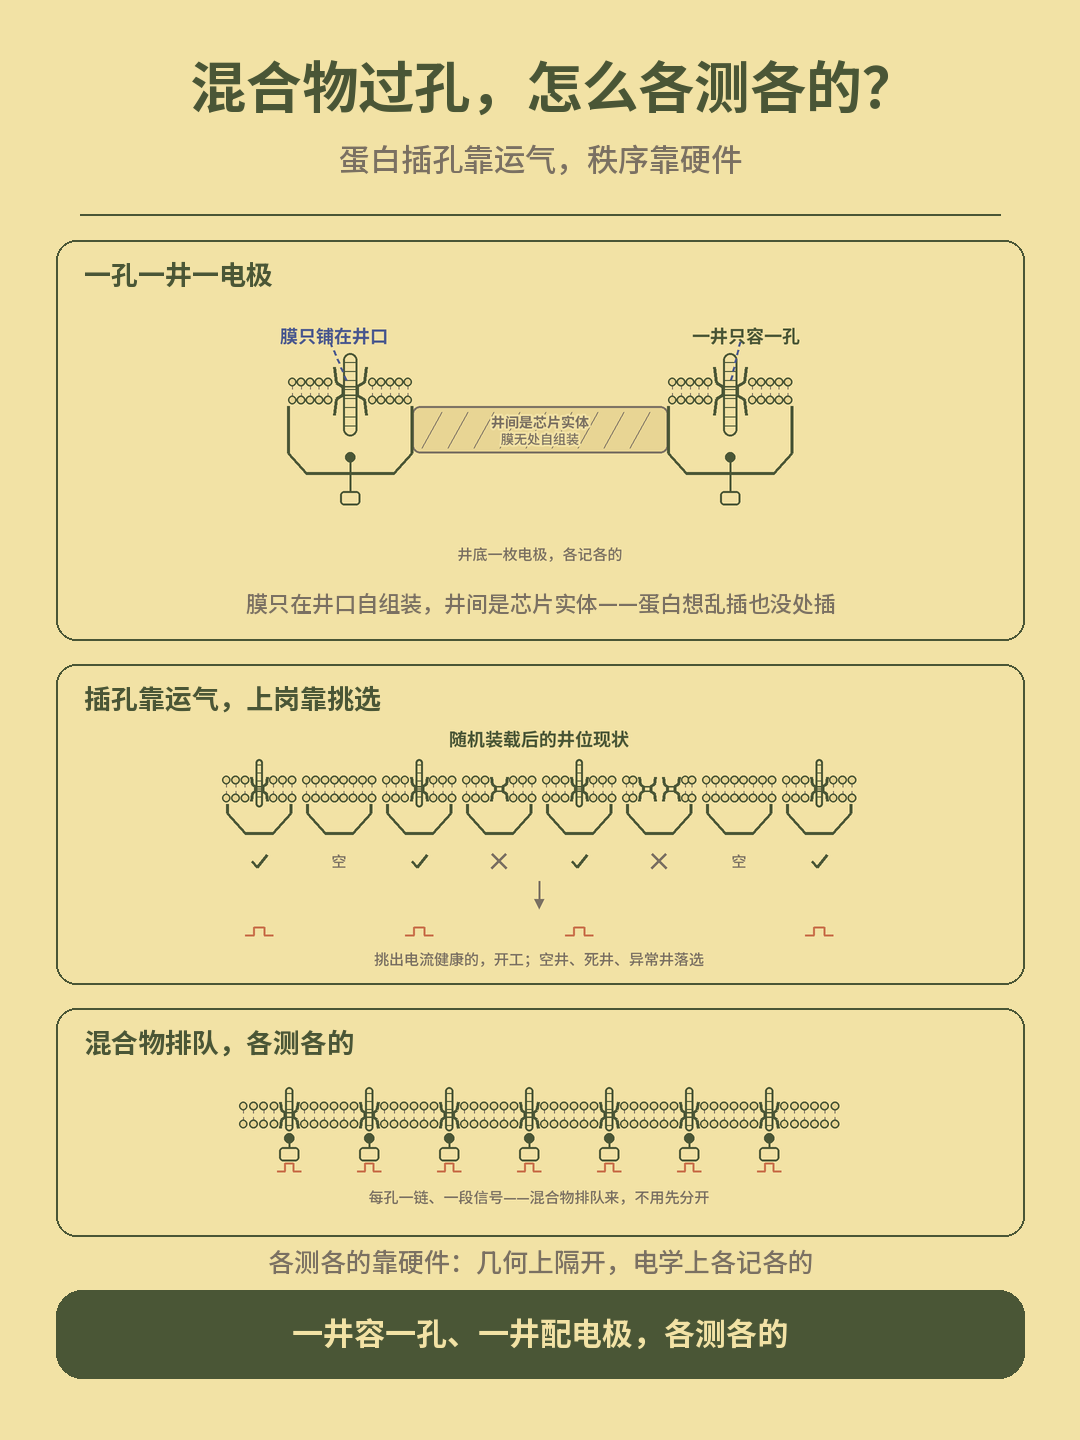 混合物过孔，怎么各测各的？
蛋白插孔靠运气，秩序靠硬件
一孔一井一电极
膜只铺在井口
一井只容一孔
井间是芯片实体
膜无处自组装
井底一枚电极，各记各的
膜只在井口自组装，井间是芯片实体——蛋白想乱插也没处插
插孔靠运气，上岗靠挑选
随机装载后的井位现状
空
空
挑出电流健康的，开工；空井、死井、异常井落选
混合物排队，各测各的
每孔一链、一段信号——混合物排队来，不用先分开
各测各的靠硬件：几何上隔开，电学上各记各的
一井容一孔、一井配电极，各测各的